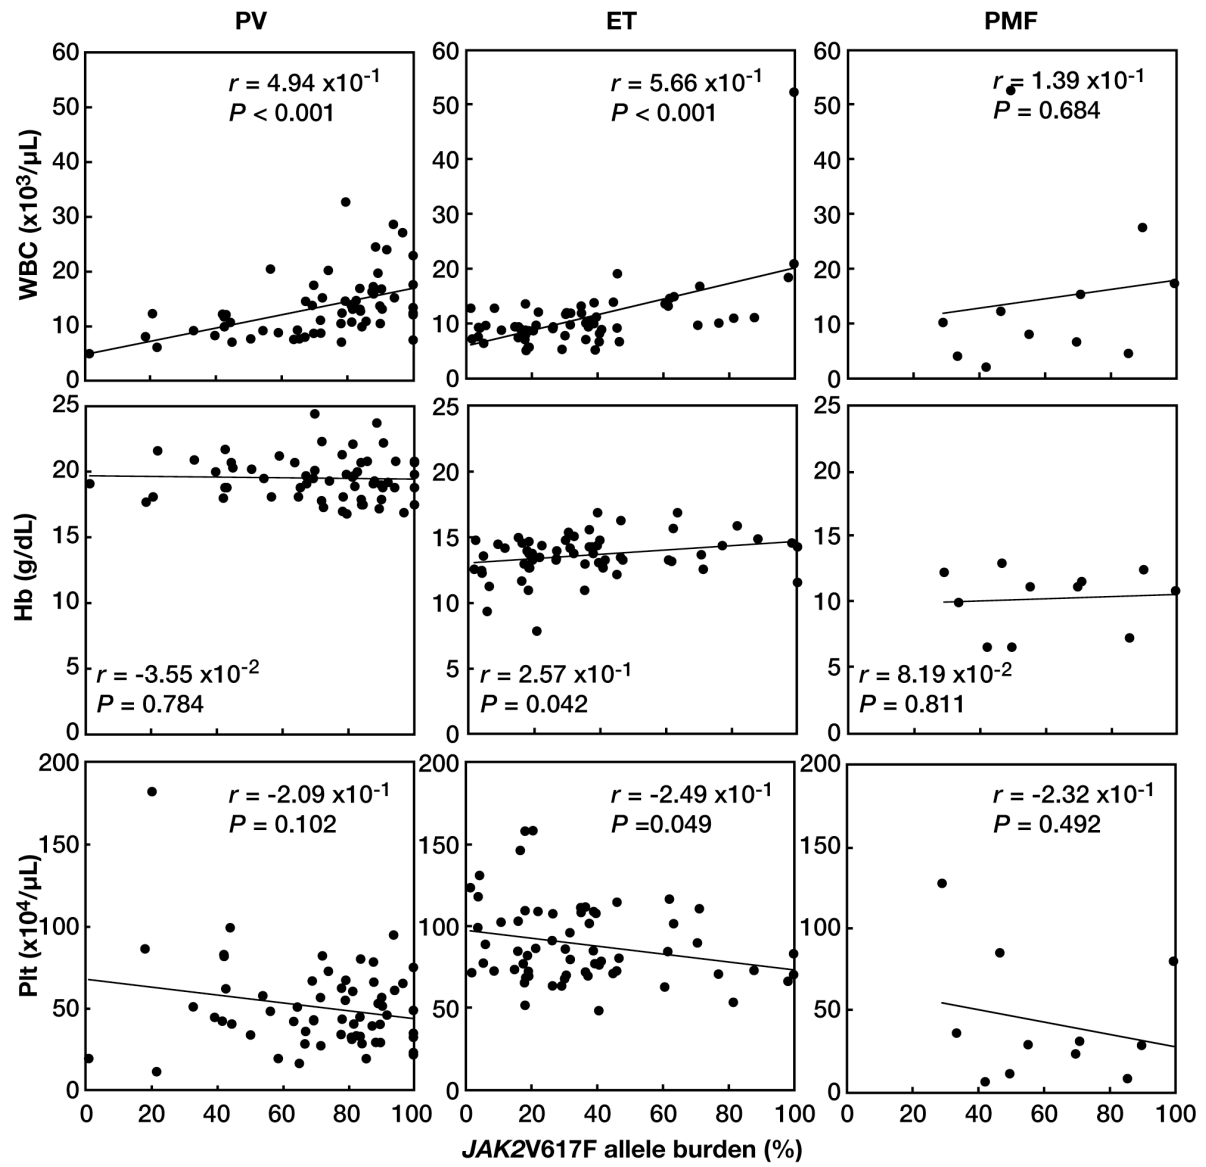 PV ET PMF
WBC (x10³/µL)
60 50 40 30 20 10 0
r = 4.94 x10⁻¹
P < 0.001
60 50 40 30 20 10 0
r = 5.66 x10⁻¹
P < 0.001
60 50 40 30 20 10 0
r = 1.39 x10⁻¹
P = 0.684
Hb (g/dL)
25 20 15 10 5 0
r = -3.55 x10⁻²
P = 0.784
25 20 15 10 5 0
r = 2.57 x10⁻¹
P = 0.042
25 20 15 10 5 0
r = 8.19 x10⁻²
P = 0.811
Plt (x10⁴/µL)
200 150 100 50 0
r = -2.09 x10⁻¹
P = 0.102
200 150 100 50 0
r = -2.49 x10⁻¹
P =0.049
200 150 100 50 0
r = -2.32 x10⁻¹
P = 0.492
0 20 40 60 80 100 0 20 40 60 80 100 0 20 40 60 80 100
JAK2V617F allele burden (%)